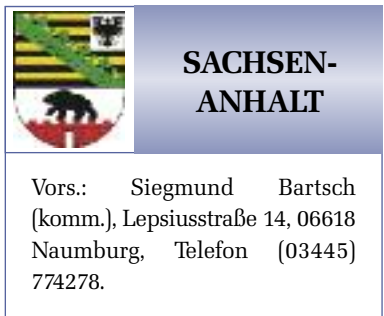 SACHSEN-
ANHALT
Vors.: Siegmund Bartsch
(komm.), Lepsiusstraße 14, 06618
Naumburg, Telefon (03445)
774278.